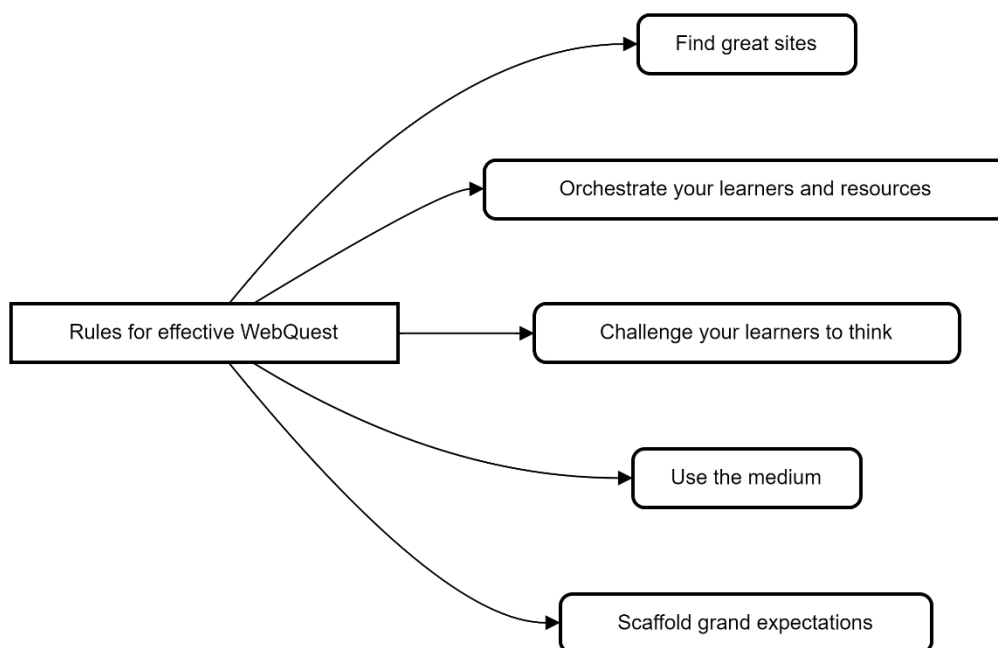 Find great sites
Orchestrate your learners and resources
Rules for effective WebQuest
Challenge your learners to think
Use the medium
Scaffold grand expectations